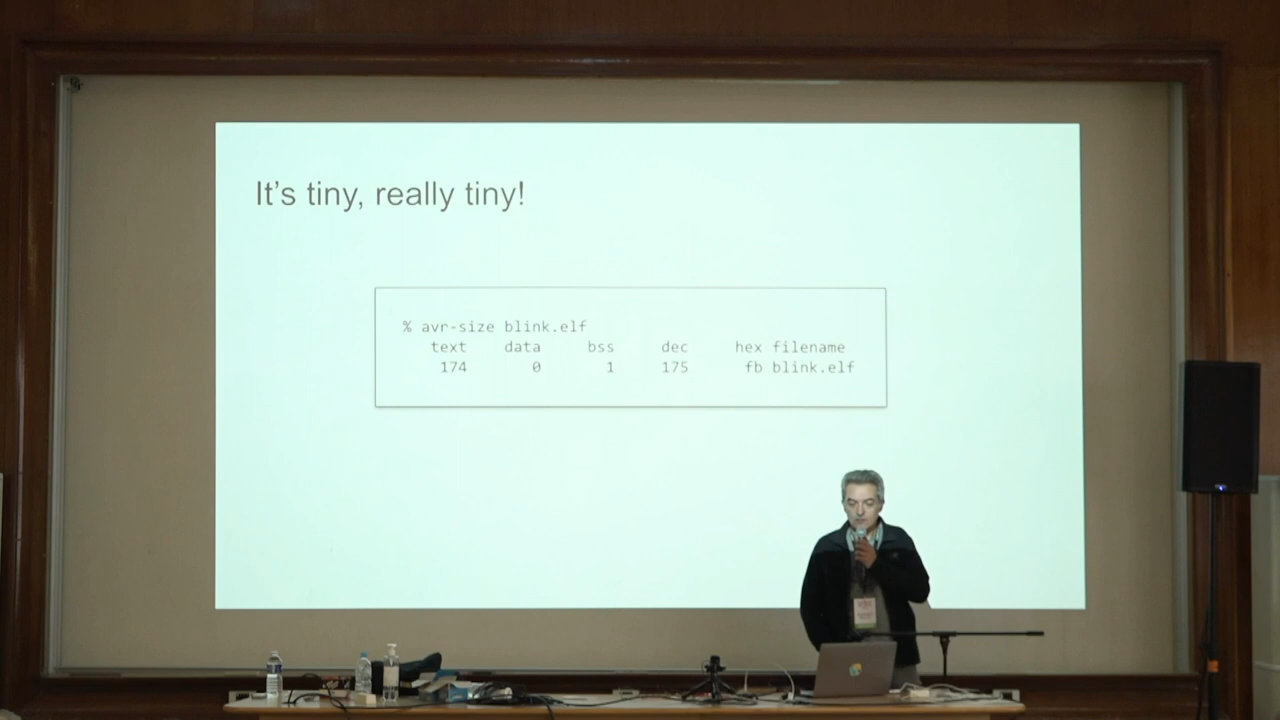 It's tiny, really tiny!
% avr-size blink.elf
text data bss dec hex filename
174 0 1 175 fb blink.elf